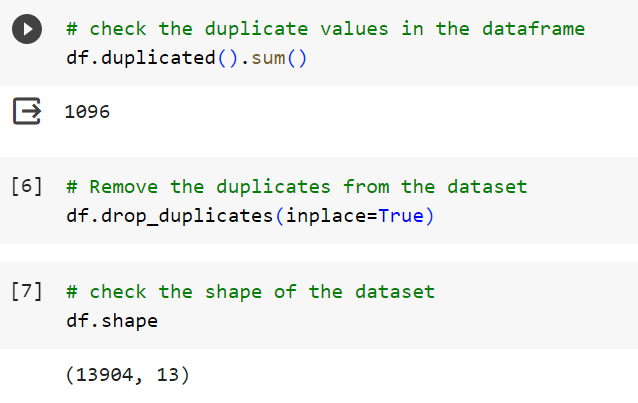 # check the duplicate values in the dataframe
df.duplicated().sum()
1096
[6] # Remove the duplicates from the dataset
df.drop_duplicates(inplace=True)
[7] # check the shape of the dataset
df.shape
(13904, 13)